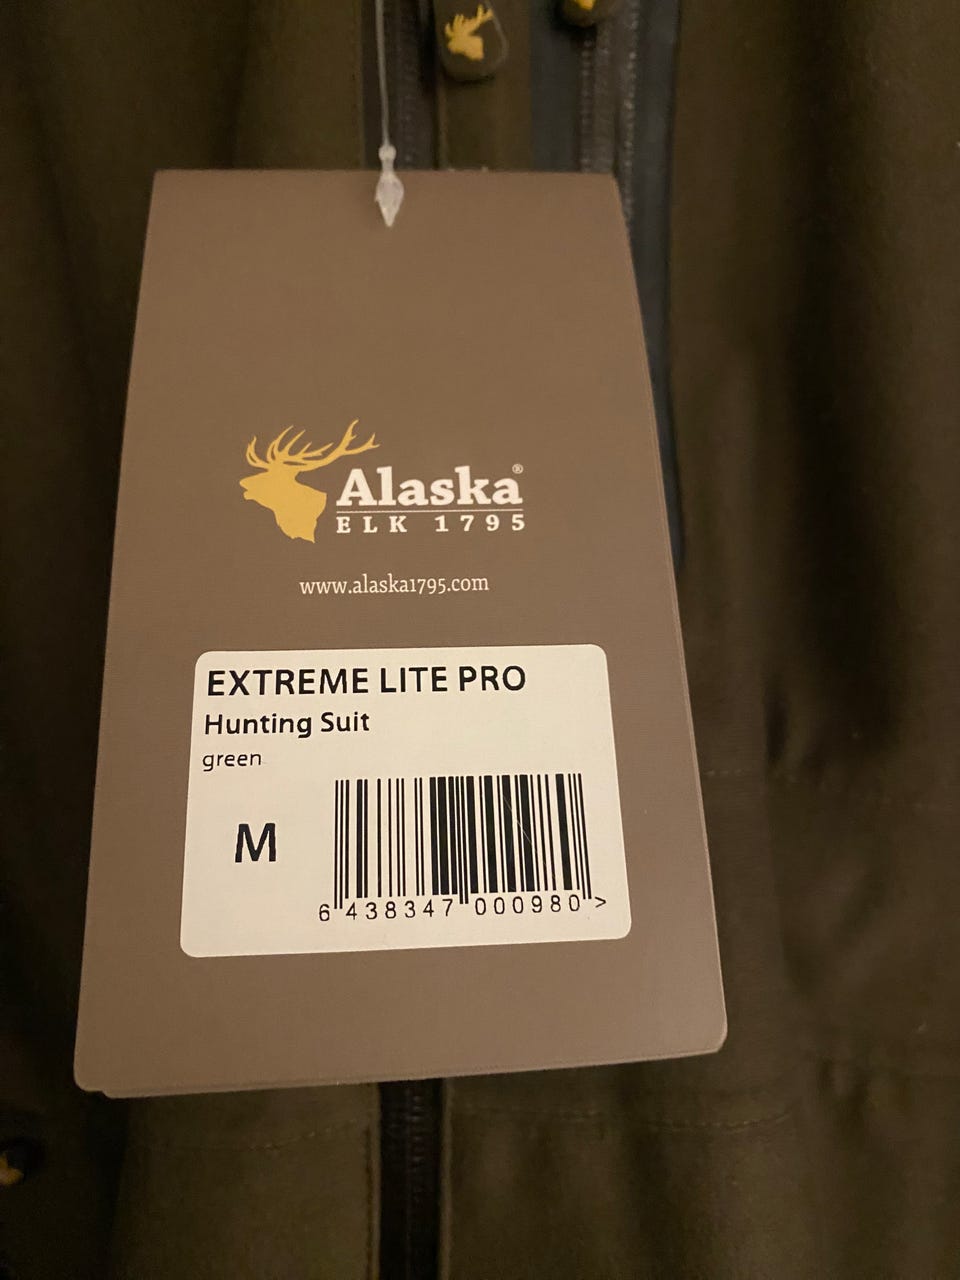 Alaska®
ELK 1795
www.alaska1795.com
EXTREME LITE PRO
Hunting Suit
green
M
6 438347 000980 >